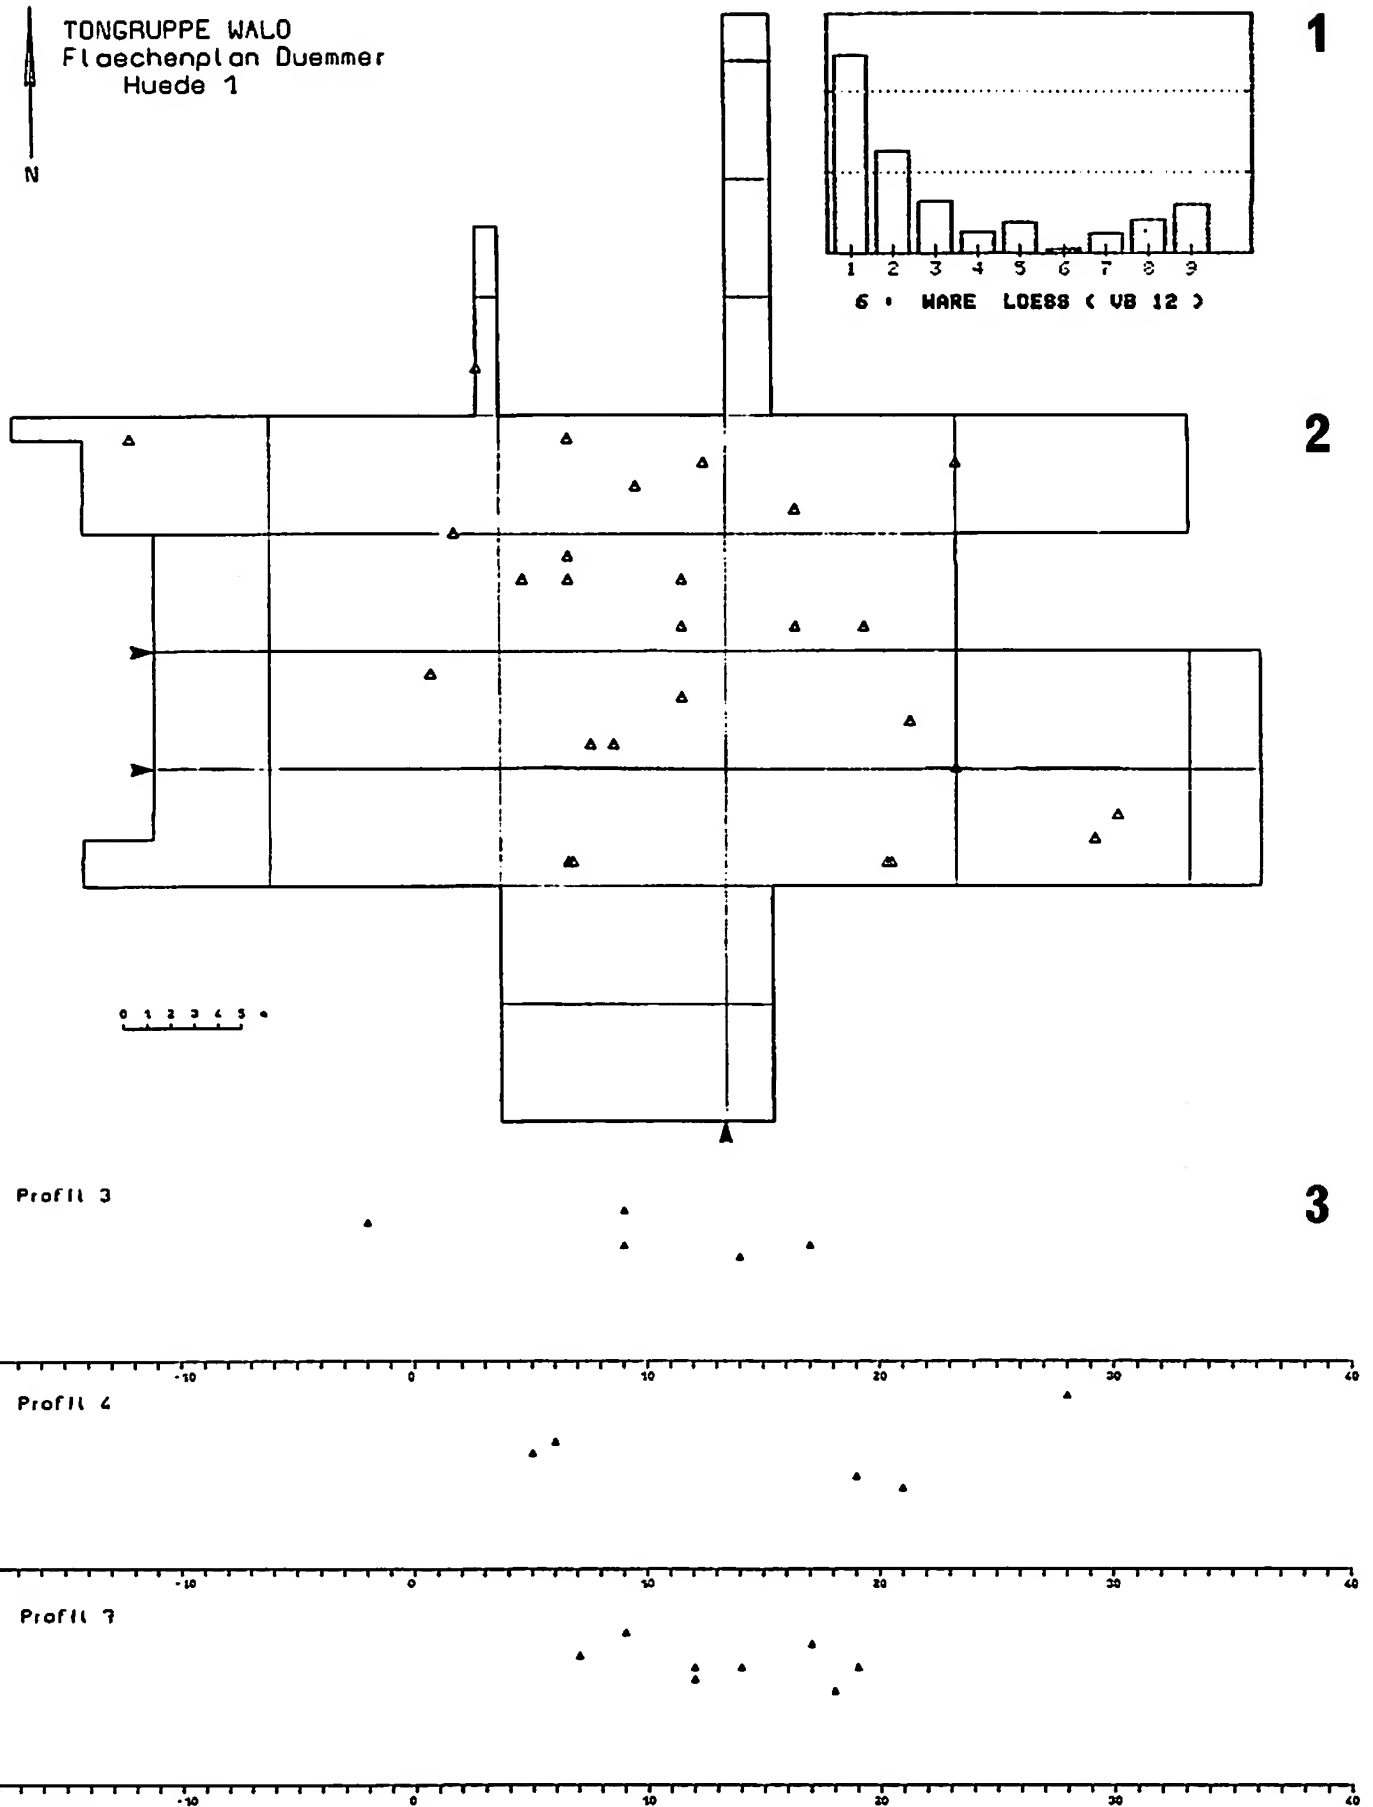 TONGRUPPE WALO
Flaechenplan Duemmer
Huede 1
N
1
1 2 3 4 5 6 7 8 9
6 : WARE LOESS ( VB 12 )
2
0 1 2 3 4 5 m
Profil 3
3
-10 0 10 20 30 40
Profil 4
-10 0 10 20 30 40
Profil 7
-10 0 10 20 30 40